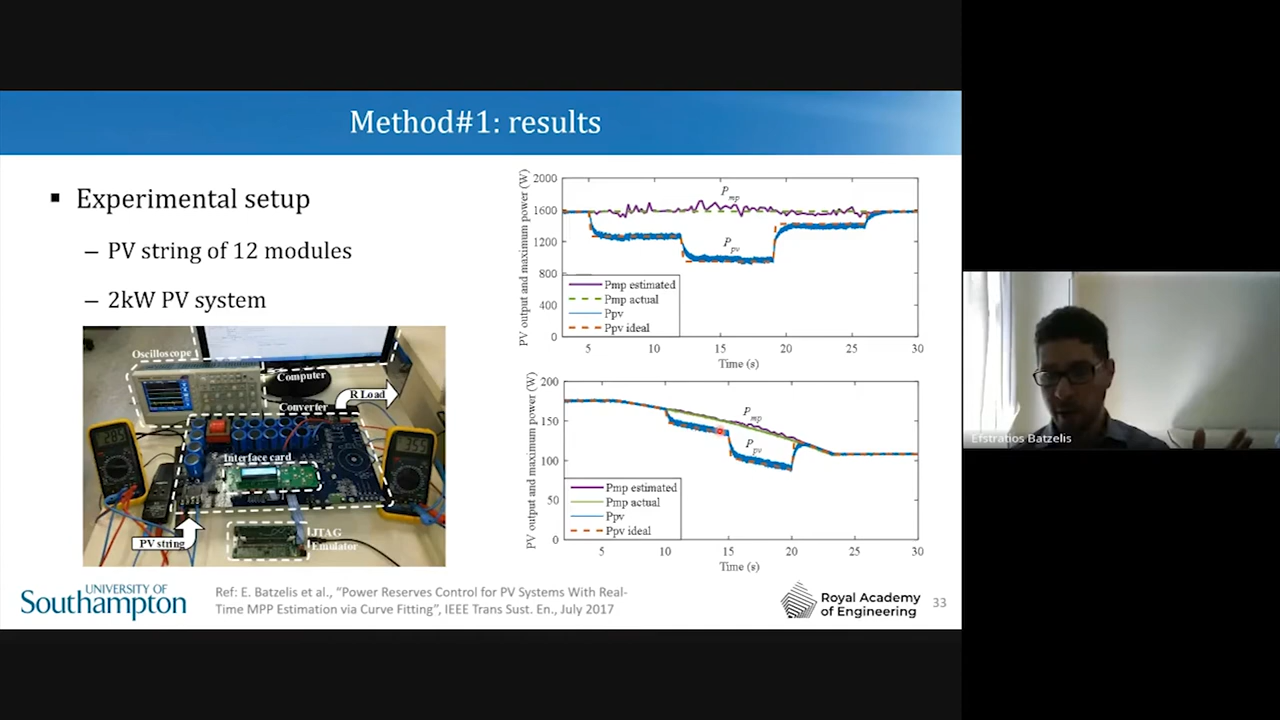 Method#1: results
▪ Experimental setup
– PV string of 12 modules
– 2kW PV system
Oscilloscope
Computer
R Load
Converter
Interface card
PV string
JTAG
Emulator
PV output and maximum power (W)
2000
1600
1200
800
400
0
Pmp
Ppv
Pmp estimated
Pmp actual
Ppv
Ppv ideal
5 10 15 20 25 30
Time (s)
PV output and maximum power (W)
200
150
100
50
0
Pmp
Ppv
Pmp estimated
Pmp actual
Ppv
Ppv ideal
5 10 15 20 25 30
Time (s)
UNIVERSITY OF
Southampton
Ref: E. Batzelis et al., “Power Reserves Control for PV Systems With Real-
Time MPP Estimation via Curve Fitting”, IEEE Trans Sust. En., July 2017
Royal Academy
of Engineering
33
Efstratios Batzelis